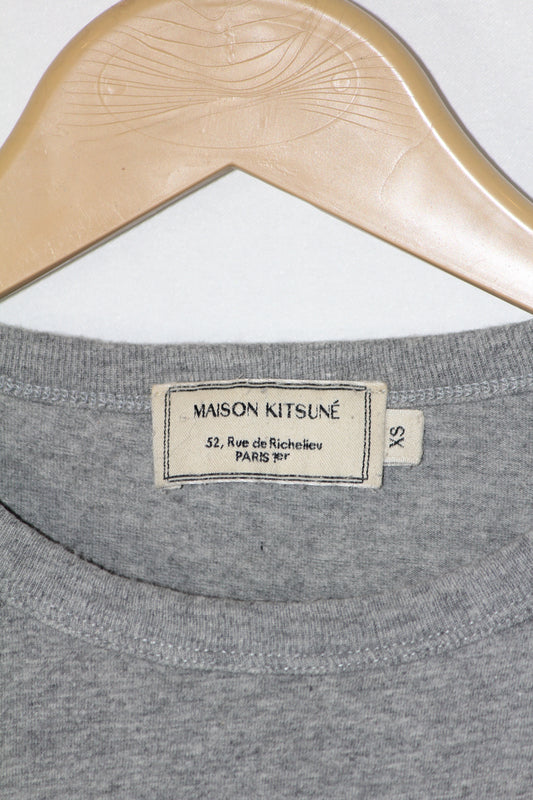 MAISON KITSUNÉ
52, Rue de Richelieu
PARIS 1er
XS